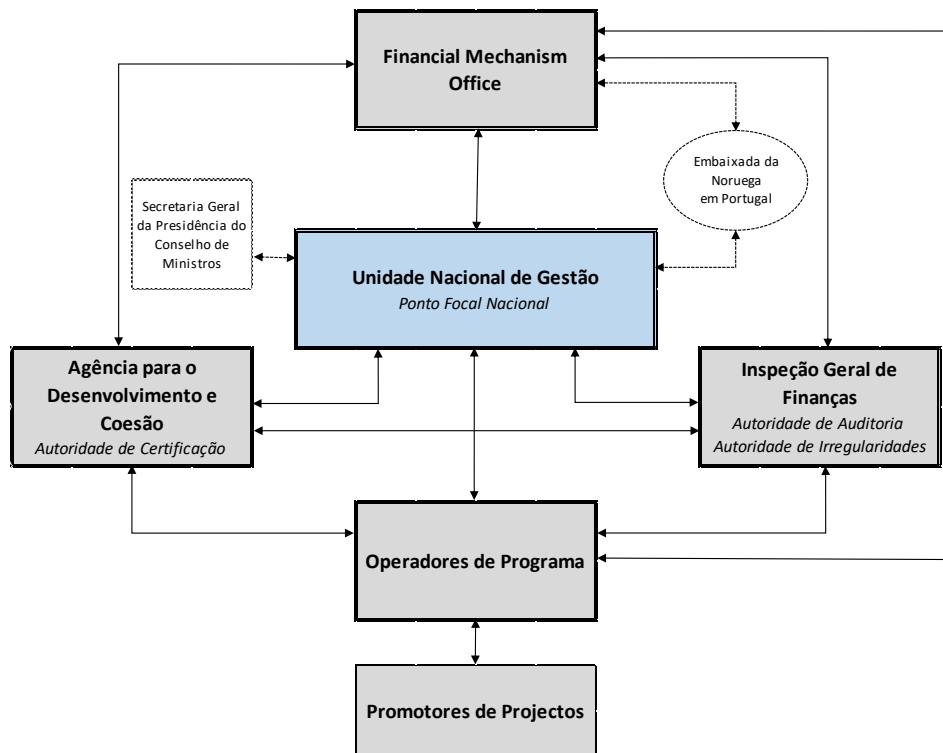 Financial Mechanism
Office
Embaixada da
Noruega
em Portugal
Secretaria Geral
da Presidência do
Conselho de
Ministros
Unidade Nacional de Gestão
Ponto Focal Nacional
Agência para o
Desenvolvimento e
Coesão
Autoridade de Certificação
Inspeção Geral de
Finanças
Autoridade de Auditoria
Autoridade de Irregularidades
Operadores de Programa
Promotores de Projectos